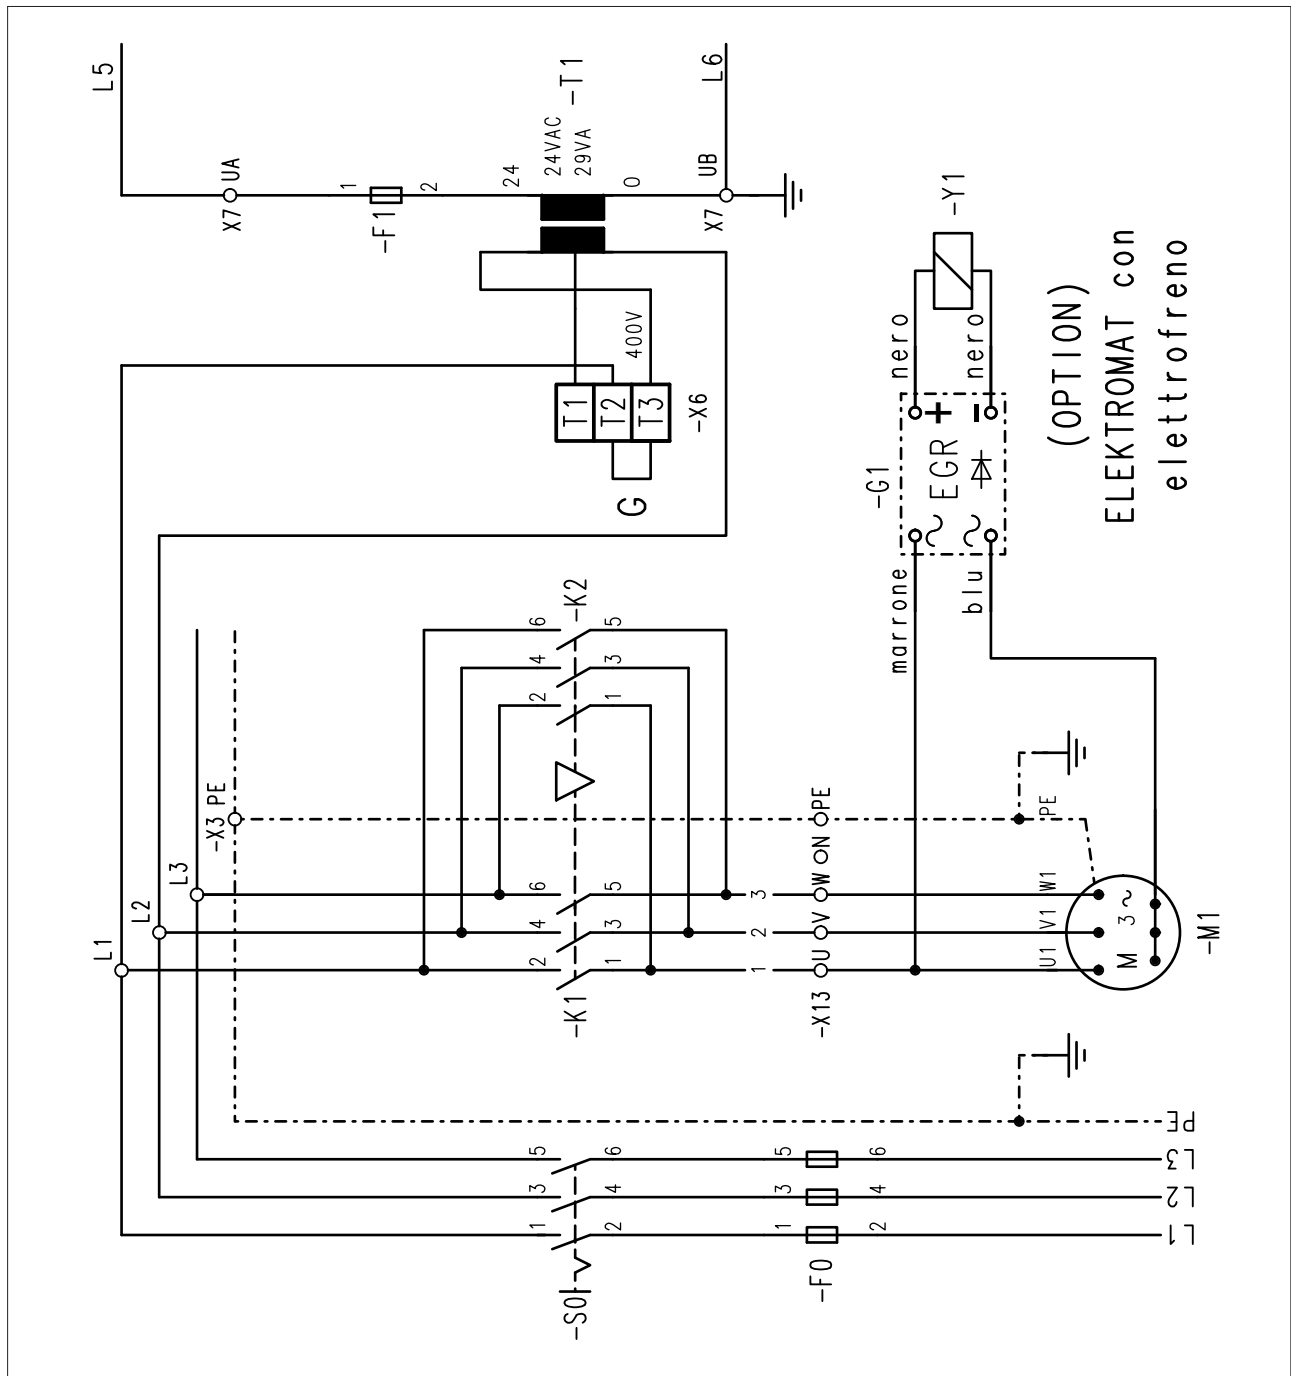 L1 L2 L3 PE
-F0
1 3 5
2 4 6
-S0
1 3 5
2 4 6
L1
L2
L3
-X3 PE
-K1
2 4 6
1 3 5
-K2
2 4 6
1 3 5
1 2 3
-X13 U V W N PE
U1 V1 W1 PE
M 3 ~
-M1
L5
X7 UA
-F1
1
2
24
0
24VAC
29VA
-T1
X7 UB
L6
400V
T1
T2
T3
-X6
G
-G1
EGR
~ ~
+ -
marrone
blu
nero
nero
-Y1
(OPTION)
ELEKTROMAT con
elettrofreno